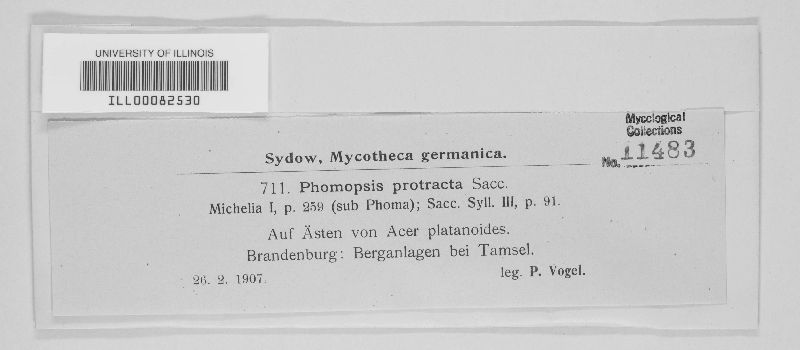 UNIVERSITY OF ILLINOIS
ILL00082530
Mycological
Collections
No. 11483
Sydow, Mycotheca germanica.
711. Phomopsis protracta Sacc.
Michelia I, p. 259 (sub Phoma); Sacc. Syll. III, p. 91.
Auf Ästen von Acer platanoides.
Brandenburg: Berganlagen bei Tamsel.
26. 2. 1907. leg. P. Vogel.